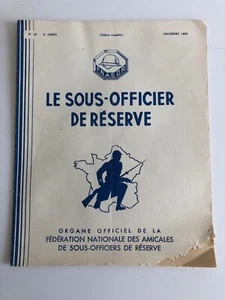 LE SOUS-OFFICIER
DE RÉSERVE
ORGANE OFFICIEL DE LA
FÉDÉRATION NATIONALE DES AMICALES
DE SOUS-OFFICIERS DE RÉSERVE